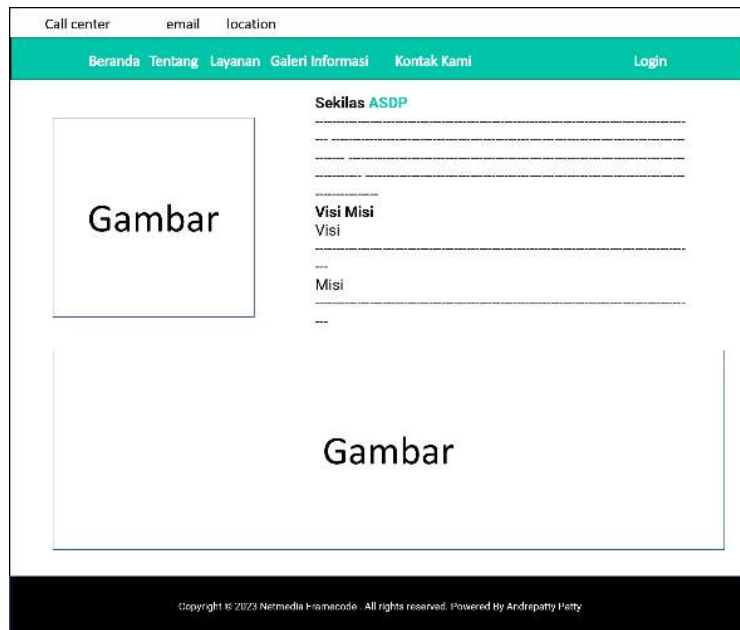 Call center email location
Beranda Tentang Layanan Galeri Informasi Kontak Kami Login
Sekilas ASDP
Gambar
Visi Misi
Visi
Misi
Gambar
Copyright © 2023 Netmedia Framecode . All rights reserved. Powered By Andrepatty Patty